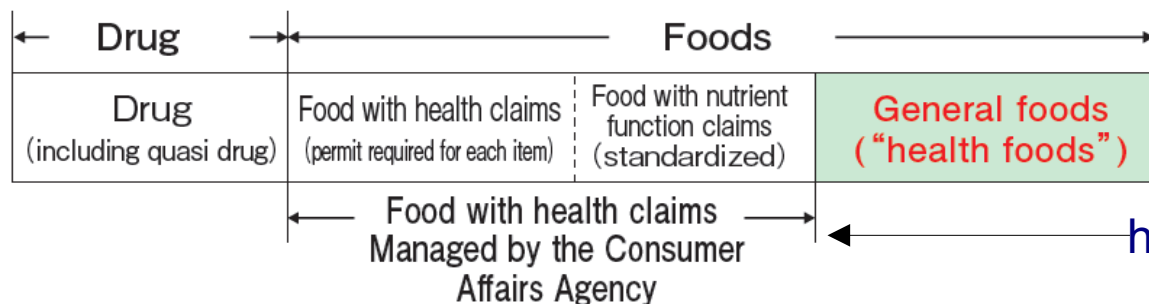 Drug
Foods
Drug
(including quasi drug)
Food with health claims
(permit required for each item)
Food with nutrient
function claims
(standardized)
General foods
("health foods")
Food with health claims
Managed by the Consumer
Affairs Agency
h